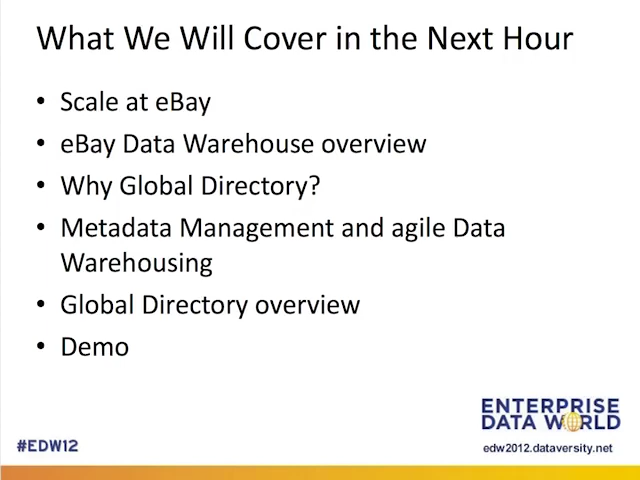 What We Will Cover in the Next Hour
• Scale at eBay
• eBay Data Warehouse overview
• Why Global Directory?
• Metadata Management and agile Data
Warehousing
• Global Directory overview
• Demo
ENTERPRISE
DATA WORLD
#EDW12
edw2012.dataversity.net